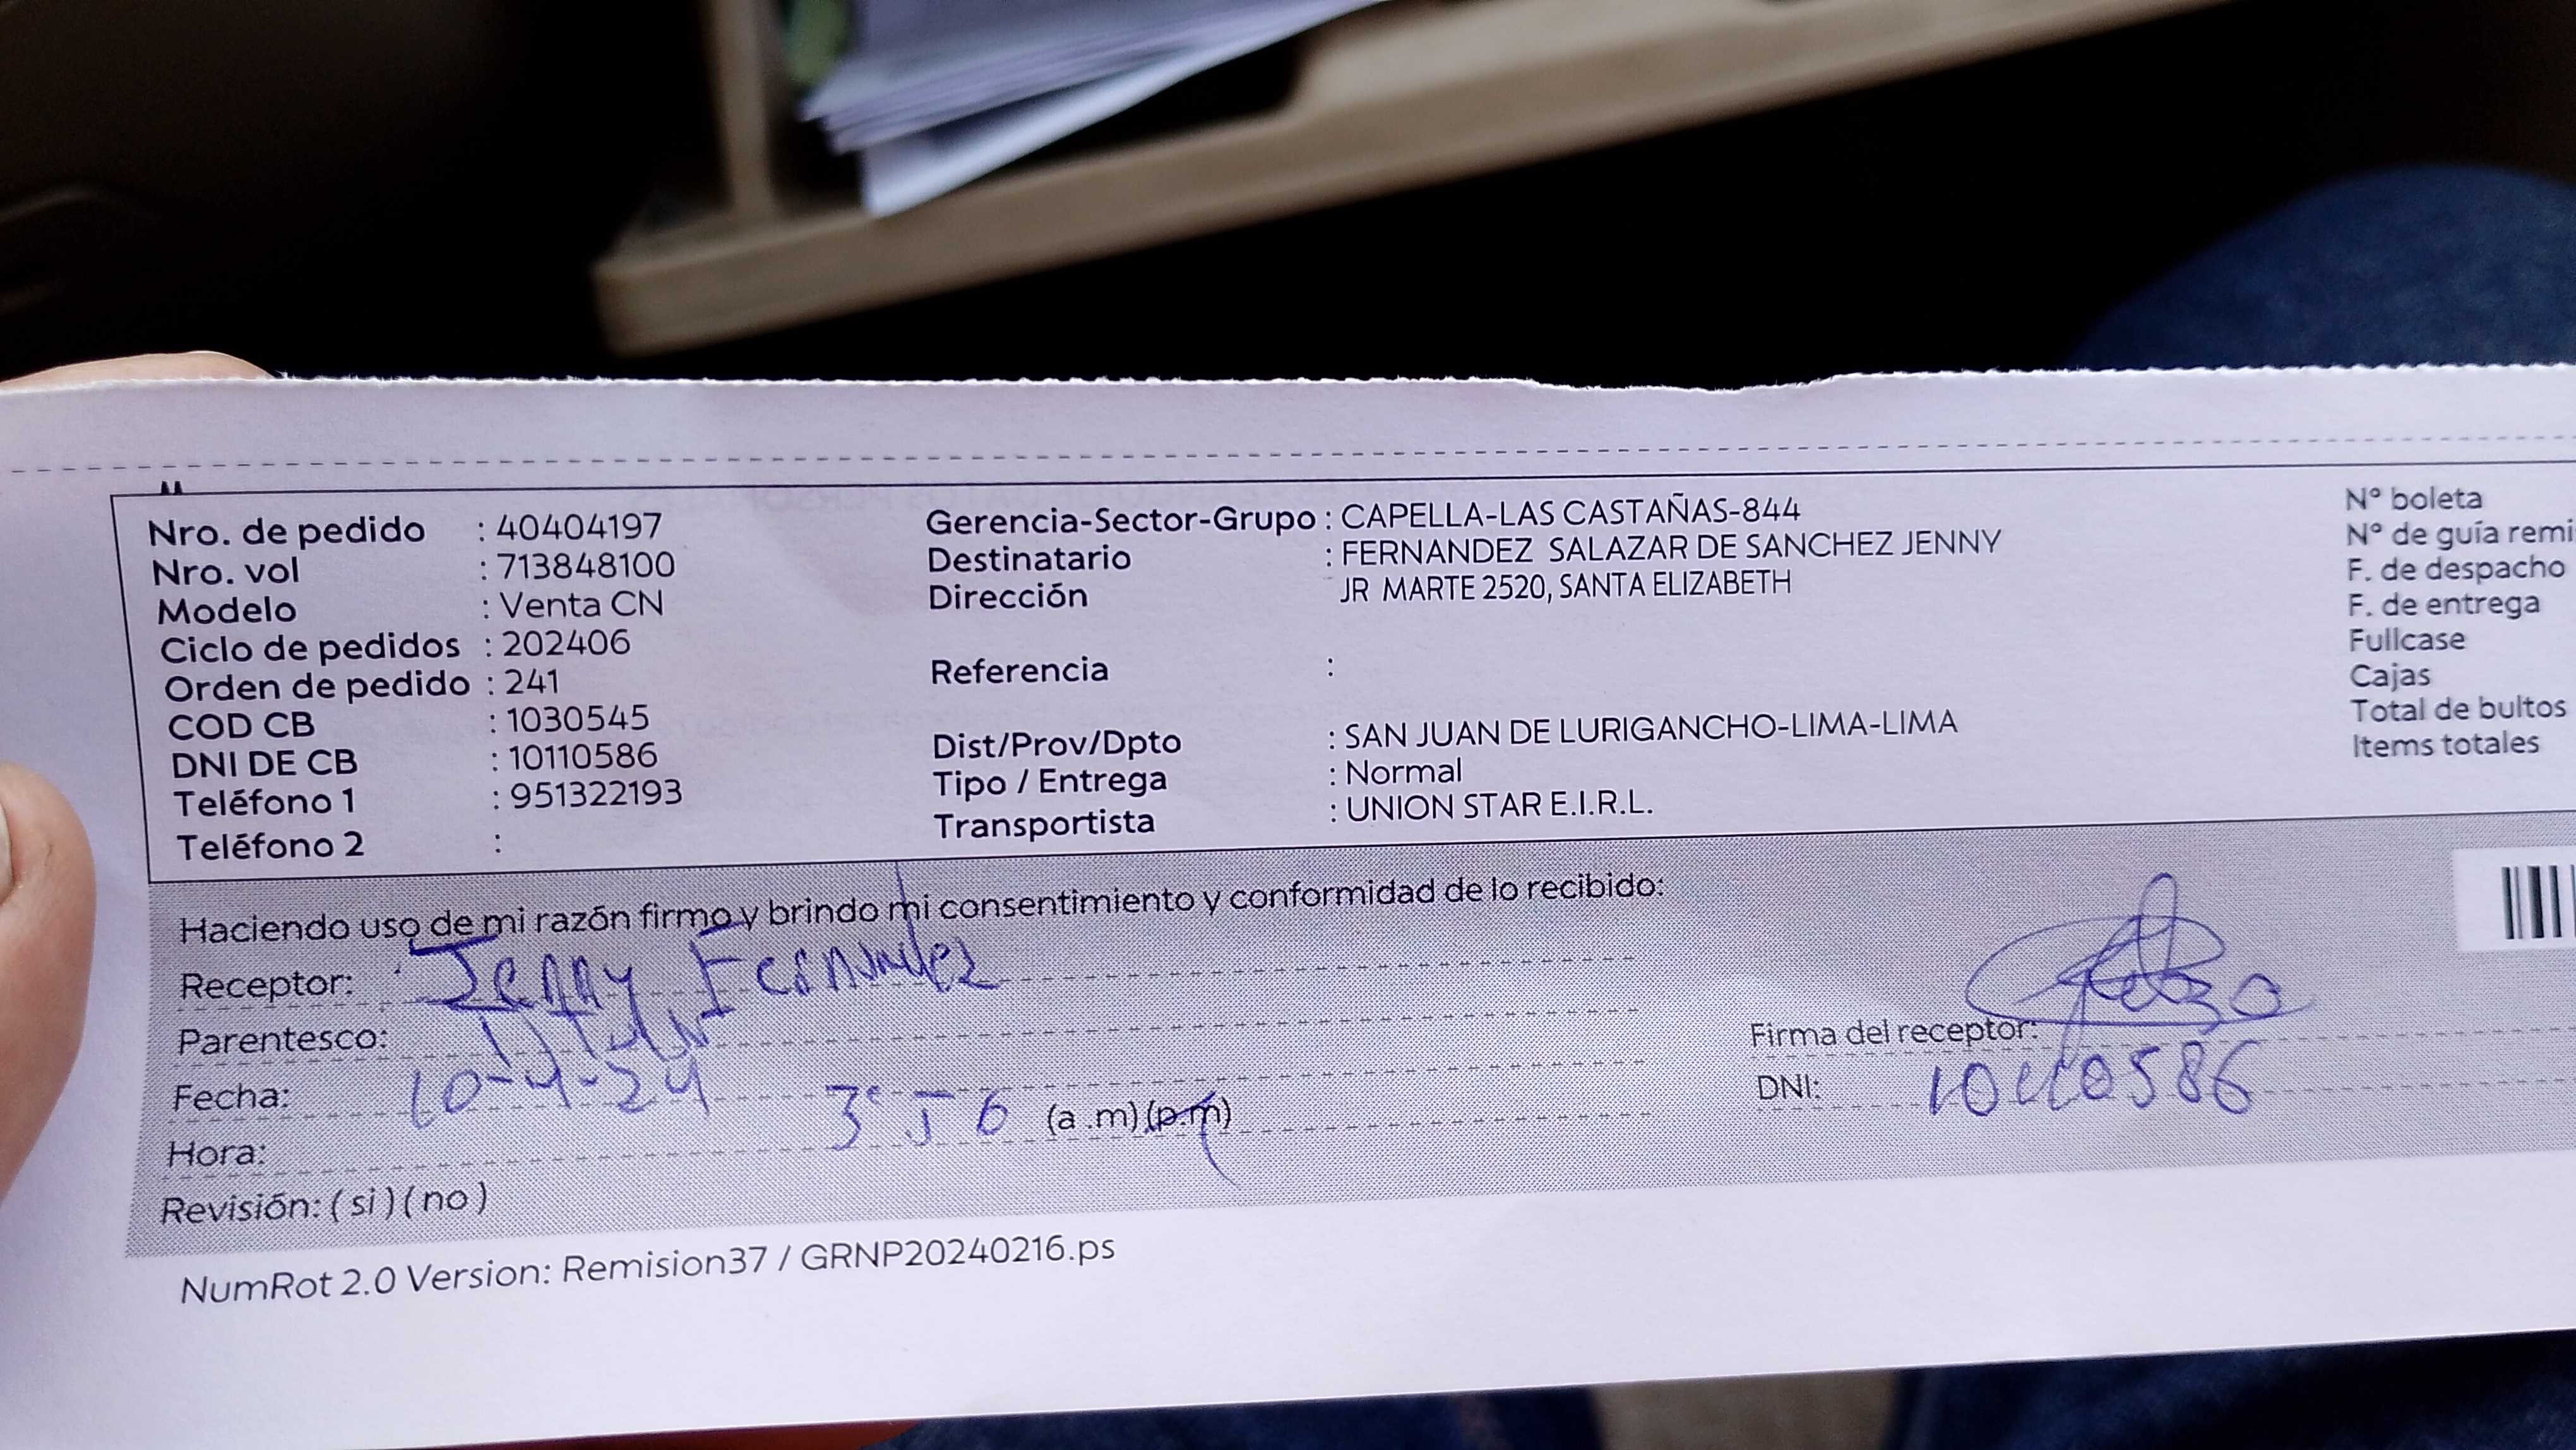 Nro. de pedido : 40404197
Nro. vol : 713848100
Modelo : Venta CN
Ciclo de pedidos : 202406
Orden de pedido : 241
COD CB : 1030545
DNI DE CB : 10110586
Teléfono 1 : 951322193
Teléfono 2 :
Gerencia-Sector-Grupo : CAPELLA-LAS CASTAÑAS-844
Destinatario : FERNANDEZ SALAZAR DE SANCHEZ JENNY
Dirección JR MARTE 2520, SANTA ELIZABETH
Referencia :
Dist/Prov/Dpto : SAN JUAN DE LURIGANCHO-LIMA-LIMA
Tipo / Entrega : Normal
Transportista : UNION STAR E.I.R.L.
Nº boleta
Nº de guía remi
F. de despacho
F. de entrega
Fullcase
Cajas
Total de bultos
Items totales
Haciendo uso de mi razón firmo y brindo mi consentimiento y conformidad de lo recibido:
Receptor: Jenny Fernandez
Parentesco:
Fecha: 10-4-24
Hora: (a .m)(p.m)
Revisión: ( si ) ( no )
Firma del receptor:
DNI: 10110586
NumRot 2.0 Version: Remision37 / GRNP20240216.ps